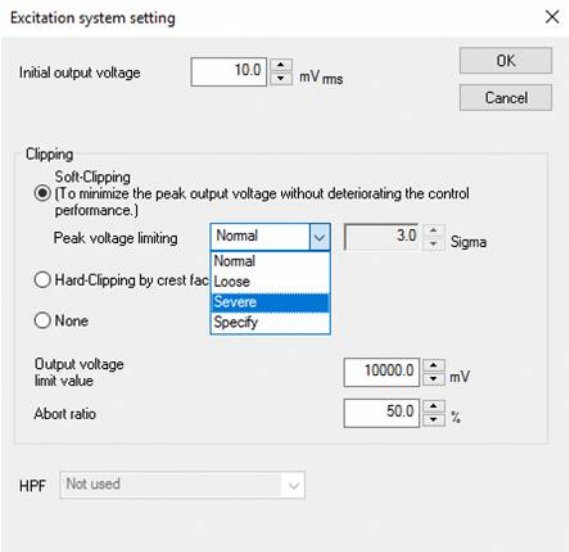 Excitation system setting
Initial output voltage 10.0 mV rms
OK
Cancel
Clipping
Soft-Clipping
(To minimize the peak output voltage without deteriorating the control
performance.)
Peak voltage limiting Normal 3.0 Sigma
Normal
Hard-Clipping by crest fac Loose
Severe
None Specify
Output voltage
limit value 10000.0 mV
Abort ratio 50.0 %
HPF Not used